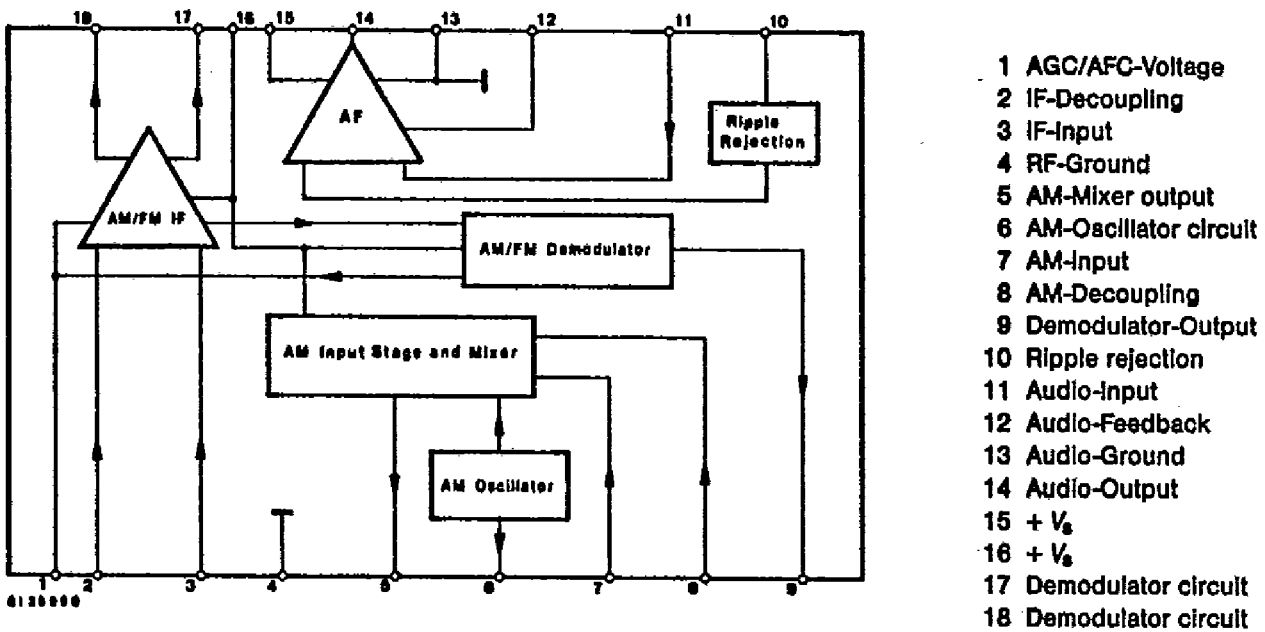 18 17 16 15 14 13 12 11 10
AF
Ripple
Rejection
AM/FM IF
AM/FM Demodulator
AM Input Stage and Mixer
AM Oscillator
1 2 3 4 5 6 7 8 9
1 AGC/AFC-Voltage
2 IF-Decoupling
3 IF-Input
4 RF-Ground
5 AM-Mixer output
6 AM-Oscillator circuit
7 AM-Input
8 AM-Decoupling
9 Demodulator-Output
10 Ripple rejection
11 Audio-Input
12 Audio-Feedback
13 Audio-Ground
14 Audio-Output
15 + Vs
16 + Vs
17 Demodulator circuit
18 Demodulator circuit